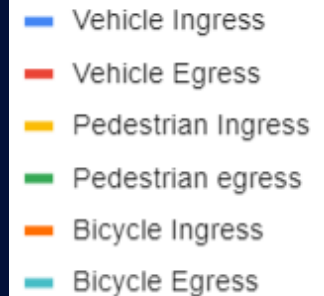 Vehicle Ingress
Vehicle Egress
Pedestrian Ingress
Pedestrian egress
Bicycle Ingress
Bicycle Egress